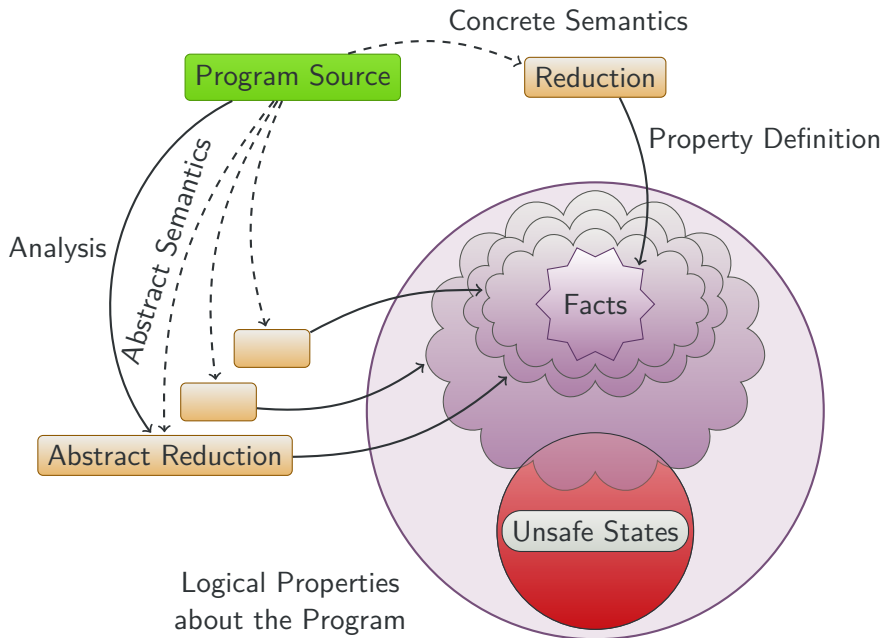 Concrete Semantics
Program Source
Reduction
Property Definition
Abstract Semantics
Analysis
Facts
Abstract Reduction
Unsafe States
Logical Properties
about the Program